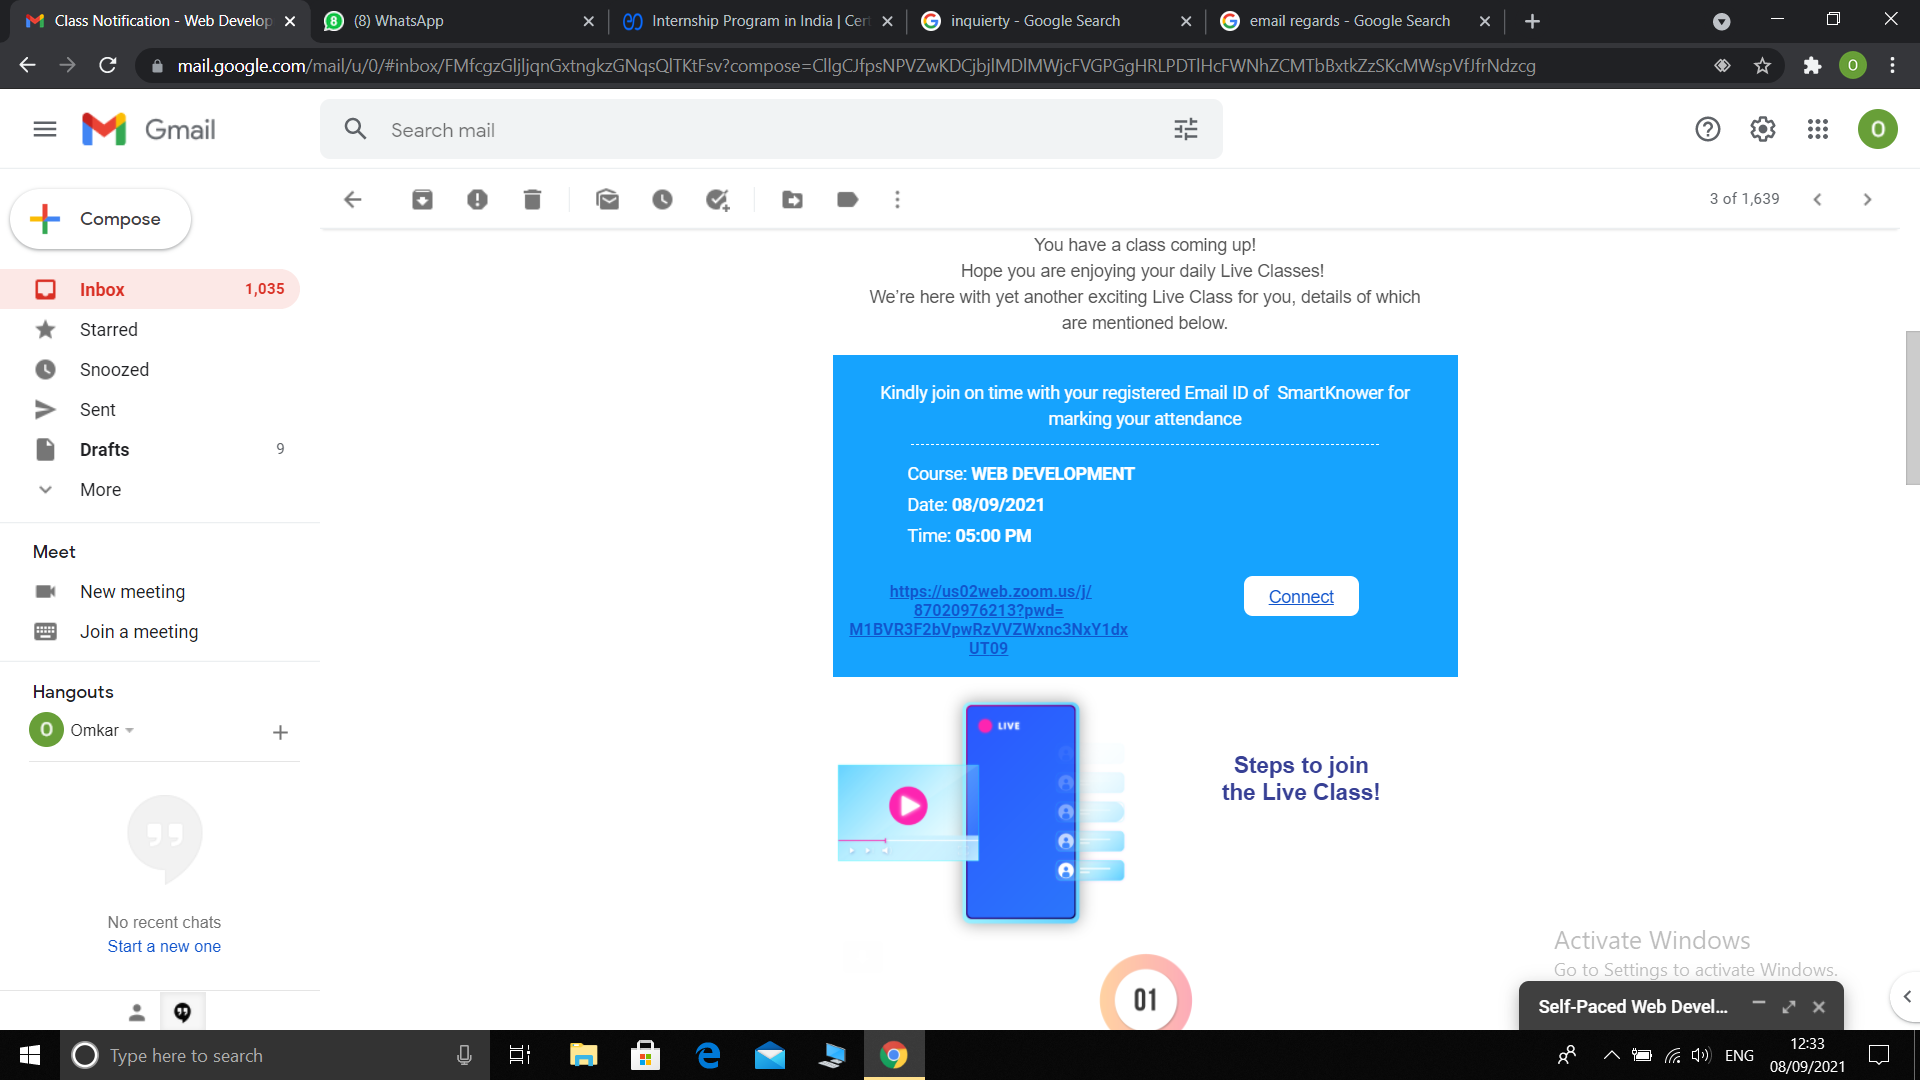 Class Notification - Web Develop
(8) WhatsApp
Internship Program in India | Cert
inquierty - Google Search
email regards - Google Search
mail.google.com/mail/u/0/#inbox/
Gmail
Search mail
O
Compose
3 of 1,639
Inbox 1,035
Starred
Snoozed
Sent
Drafts 9
More
Meet
New meeting
Join a meeting
Hangouts
O Omkar
No recent chats
Start a new one
You have a class coming up!
Hope you are enjoying your daily Live Classes!
We're here with yet another exciting Live Class for you, details of which
are mentioned below.
Kindly join on time with your registered Email ID of SmartKnower for
marking your attendance
Course: WEB DEVELOPMENT
Date: 08/09/2021
Time: 05:00 PM
https://us02web.zoom.us/j/
87020976213?pwd=
M1BVR3F2bVpwRzVVZWxnc3NxY1dx
UT09
Connect
LIVE
Steps to join
the Live Class!
01
Activate Windows
Go to Settings to activate Windows.
Self-Paced Web Devel...
Type here to search
ENG
12:33
08/09/2021